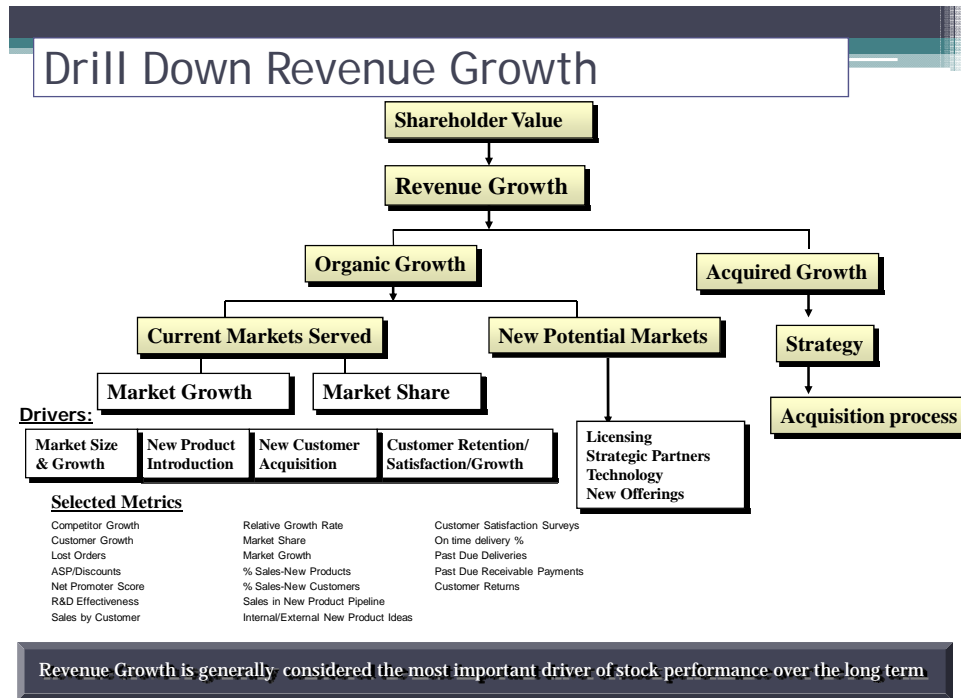 Drill Down Revenue Growth
Shareholder Value
Revenue Growth
Organic Growth
Acquired Growth
Current Markets Served
New Potential Markets
Strategy
Market Growth
Market Share
Acquisition process
Drivers:
Market Size
& Growth
New Product
Introduction
New Customer
Acquisition
Customer Retention/
Satisfaction/Growth
Licensing
Strategic Partners
Technology
New Offerings
Selected Metrics
Competitor Growth
Customer Growth
Lost Orders
ASP/Discounts
Net Promoter Score
R&D Effectiveness
Sales by Customer
Relative Growth Rate
Market Share
Market Growth
% Sales-New Products
% Sales-New Customers
Sales in New Product Pipeline
Internal/External New Product Ideas
Customer Satisfaction Surveys
On time delivery %
Past Due Deliveries
Past Due Receivable Payments
Customer Returns
Revenue Growth is generally considered the most important driver of stock performance over the long term